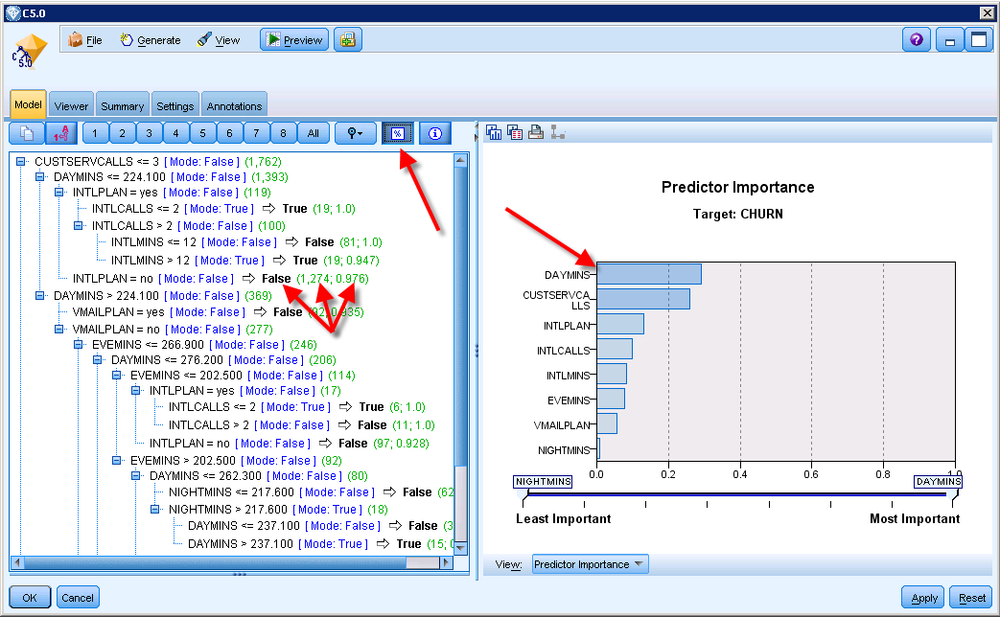 C5.0
File Generate View Preview
C 5.0
Model Viewer Summary Settings Annotations
1 2 3 4 5 6 7 8 All %
CUSTSERVCALLS <= 3 [ Mode: False ] (1,762)
DAYMINS <= 224.100 [ Mode: False ] (1,393)
INTLPLAN = yes [ Mode: False ] (119)
INTLCALLS <= 2 [ Mode: True ] ⇨ True (19; 1.0)
INTLCALLS > 2 [ Mode: False ] (100)
INTLMINS <= 12 [ Mode: False ] ⇨ False (81; 1.0)
INTLMINS > 12 [ Mode: True ] ⇨ True (19; 0.947)
INTLPLAN = no [ Mode: False ] ⇨ False (1,274; 0.976)
DAYMINS > 224.100 [ Mode: False ] (369)
VMAILPLAN = yes [ Mode: False ] ⇨ False (92; 0.935)
VMAILPLAN = no [ Mode: False ] (277)
EVEMINS <= 266.900 [ Mode: False ] (246)
DAYMINS <= 276.200 [ Mode: False ] (206)
EVEMINS <= 202.500 [ Mode: False ] (114)
INTLPLAN = yes [ Mode: False ] (17)
INTLCALLS <= 2 [ Mode: True ] ⇨ True (6; 1.0)
INTLCALLS > 2 [ Mode: False ] ⇨ False (11; 1.0)
INTLPLAN = no [ Mode: False ] ⇨ False (97; 0.928)
EVEMINS > 202.500 [ Mode: False ] (92)
DAYMINS <= 262.300 [ Mode: False ] (80)
NIGHTMINS <= 217.600 [ Mode: False ] ⇨ False (62
NIGHTMINS > 217.600 [ Mode: True ] (18)
DAYMINS <= 237.100 [ Mode: False ] ⇨ False (3
DAYMINS > 237.100 [ Mode: True ] ⇨ True (15;
Predictor Importance
Target: CHURN
DAYMINS
CUSTSERVCA
LLS
INTLPLAN
INTLCALLS
INTLMINS
EVEMINS
VMAILPLAN
NIGHTMINS
0.0 0.2 0.4 0.6 0.8 1.0
NIGHTMINS DAYMINS
Least Important Most Important
View: Predictor Importance
OK Cancel Apply Reset